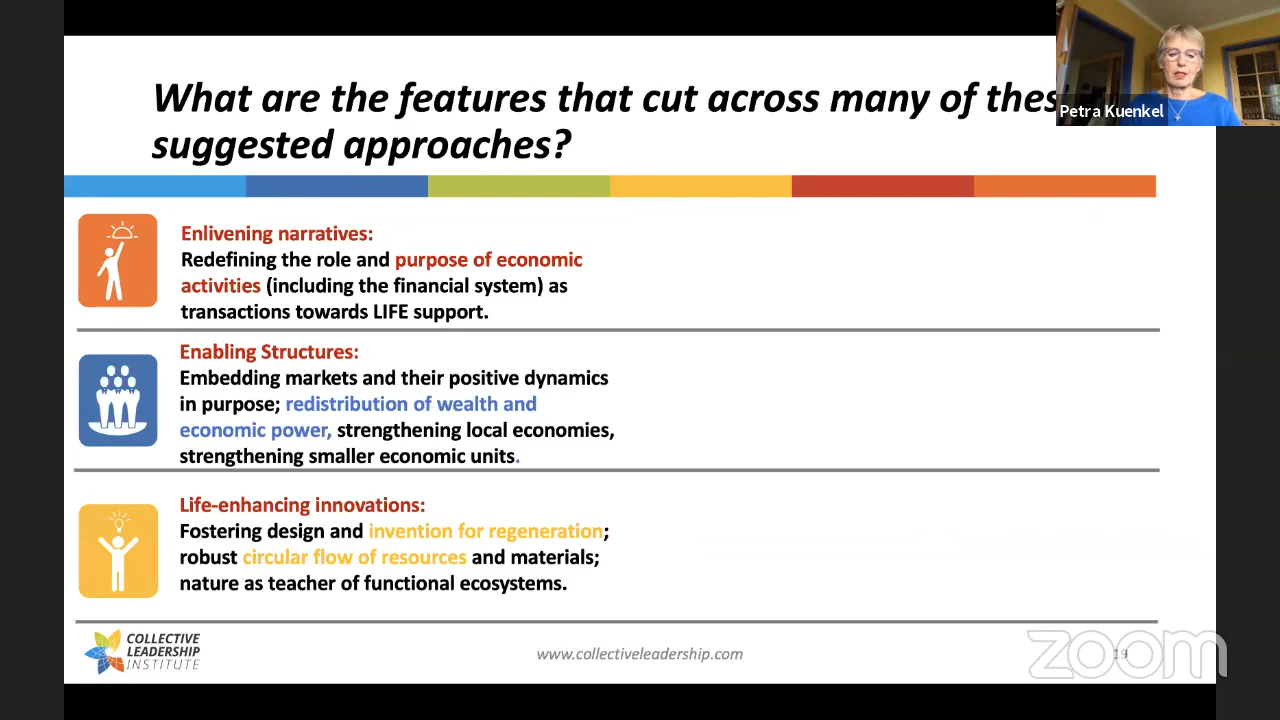 What are the features that cut across many of
suggested approaches?
Petra Kuenkel
Enlivening narratives:
Redefining the role and purpose of economic
activities (including the financial system) as
transactions towards LIFE support.
Enabling Structures:
Embedding markets and their positive dynamics
in purpose; redistribution of wealth and
economic power, strengthening local economies,
strengthening smaller economic units.
Life-enhancing innovations:
Fostering design and invention for regeneration;
robust circular flow of resources and materials;
nature as teacher of functional ecosystems.
COLLECTIVE
LEADERSHIP
INSTITUTE
www.collectiveleadership.com
19
zoom